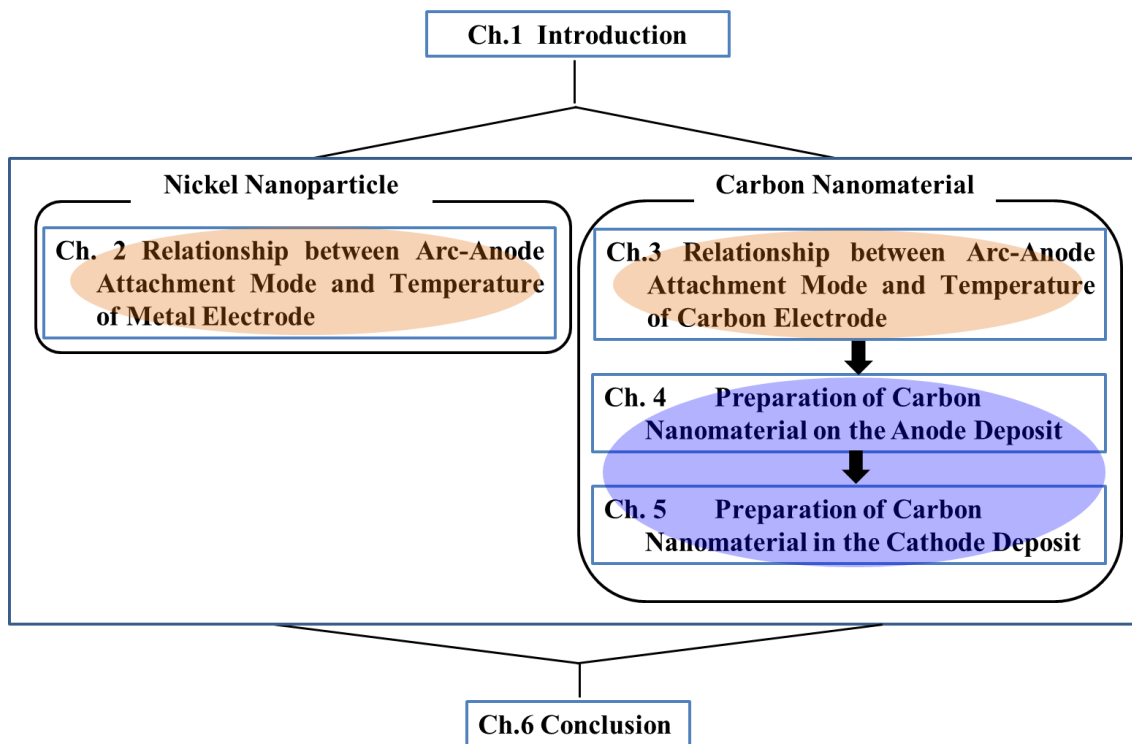 Ch.1 Introduction
Nickel Nanoparticle
Ch. 2 Relationship between Arc-Anode
Attachment Mode and Temperature
of Metal Electrode
Carbon Nanomaterial
Ch.3 Relationship between Arc-Anode
Attachment Mode and Temperature
of Carbon Electrode
Ch. 4 Preparation of Carbon
Nanomaterial on the Anode Deposit
Ch. 5 Preparation of Carbon
Nanomaterial in the Cathode Deposit
Ch.6 Conclusion